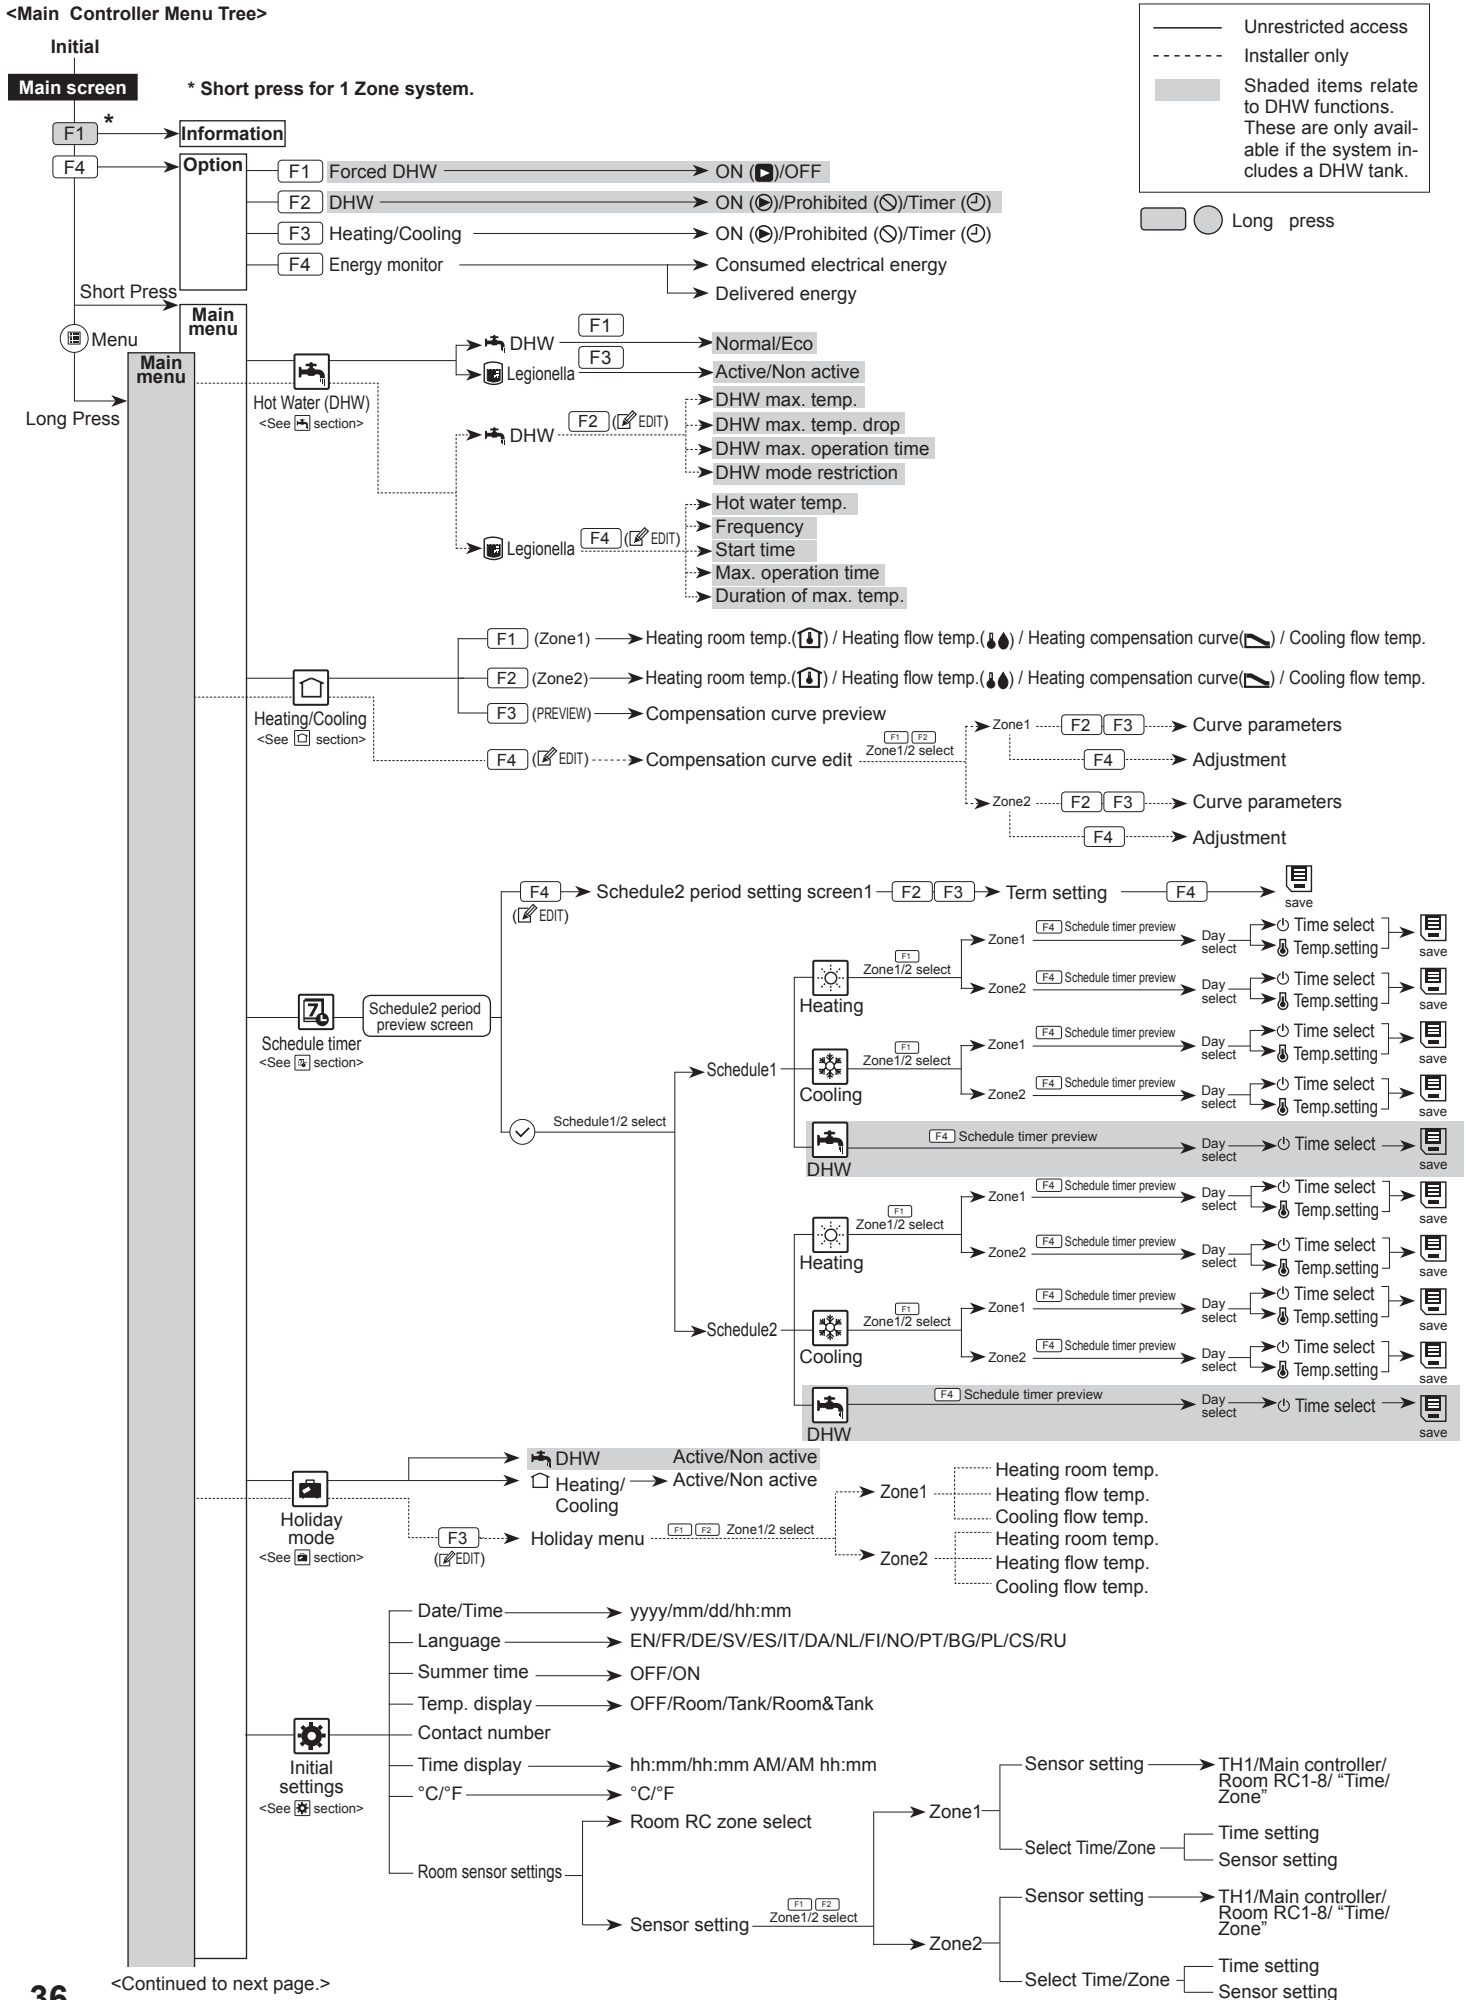 <Main Controller Menu Tree>
Initial
Main screen
* Short press for 1 Zone system.
Unrestricted access
Installer only
Shaded items relate
to DHW functions.
These are only avail-
able if the system in-
cludes a DHW tank.
Long press
F1 * Information
F4 Option
F1 Forced DHW ON ()/OFF
F2 DHW ON ()/Prohibited ()/Timer ()
F3 Heating/Cooling ON ()/Prohibited ()/Timer ()
F4 Energy monitor Consumed electrical energy
Delivered energy
Short Press
Main
menu
Menu
Main
menu
Long Press
Hot Water (DHW)
<See section>
DHW F1 Normal/Eco
Legionella F3 Active/Non active
DHW F2 (EDIT)
DHW max. temp.
DHW max. temp. drop
DHW max. operation time
DHW mode restriction
Legionella F4 (EDIT)
Hot water temp.
Frequency
Start time
Max. operation time
Duration of max. temp.
Heating/Cooling
<See section>
F1 (Zone1) Heating room temp.() / Heating flow temp.() / Heating compensation curve() / Cooling flow temp.
F2 (Zone2) Heating room temp.() / Heating flow temp.() / Heating compensation curve() / Cooling flow temp.
F3 (PREVIEW) Compensation curve preview
F4 (EDIT) Compensation curve edit
F1 F2
Zone1/2 select
Zone1 F2 F3 Curve parameters
F4 Adjustment
Zone2 F2 F3 Curve parameters
F4 Adjustment
Schedule timer
<See section>
7
Schedule2 period
preview screen
F4
(EDIT)
Schedule2 period setting screen1 F2 F3 Term setting F4 save
Schedule1/2 select
Schedule1
Heating
F1
Zone1/2 select
Zone1 F4 Schedule timer preview Day
select
Time select
Temp.setting
save
Zone2 F4 Schedule timer preview Day
select
Time select
Temp.setting
save
Cooling
F1
Zone1/2 select
Zone1 F4 Schedule timer preview Day
select
Time select
Temp.setting
save
Zone2 F4 Schedule timer preview Day
select
Time select
Temp.setting
save
DHW
F4 Schedule timer preview Day
select
Time select
save
Schedule2
Heating
F1
Zone1/2 select
Zone1 F4 Schedule timer preview Day
select
Time select
Temp.setting
save
Zone2 F4 Schedule timer preview Day
select
Time select
Temp.setting
save
Cooling
F1
Zone1/2 select
Zone1 F4 Schedule timer preview Day
select
Time select
Temp.setting
save
Zone2 F4 Schedule timer preview Day
select
Time select
Temp.setting
save
DHW
F4 Schedule timer preview Day
select
Time select
save
Holiday
mode
<See section>
DHW Active/Non active
Heating/
Cooling
Active/Non active
F3
(EDIT)
Holiday menu F1 F2 Zone1/2 select
Zone1
Heating room temp.
Heating flow temp.
Cooling flow temp.
Zone2
Heating room temp.
Heating flow temp.
Cooling flow temp.
Initial
settings
<See section>
Date/Time yyyy/mm/dd/hh:mm
Language EN/FR/DE/SV/ES/IT/DA/NL/FI/NO/PT/BG/PL/CS/RU
Summer time OFF/ON
Temp. display OFF/Room/Tank/Room&Tank
Contact number
Time display hh:mm/hh:mm AM/AM hh:mm
°C/°F °C/°F
Room sensor settings
Room RC zone select
Sensor setting
F1 F2
Zone1/2 select
Zone1
Sensor setting
TH1/Main controller/
Room RC1-8/ “Time/
Zone”
Select Time/Zone
Time setting
Sensor setting
Zone2
Sensor setting
TH1/Main controller/
Room RC1-8/ “Time/
Zone”
Select Time/Zone
Time setting
Sensor setting
<Continued to next page.>
36